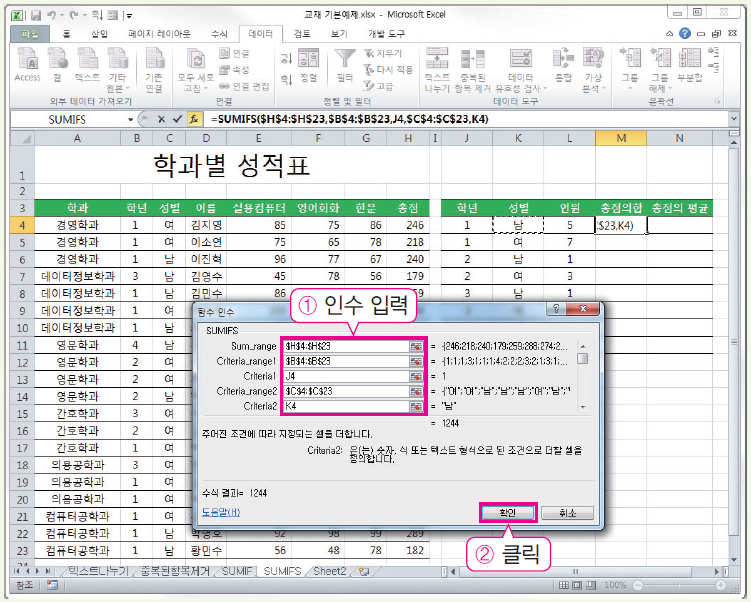 교재 기본예제.xlsx - Microsoft Excel
파일 홈 삽입 페이지 레이아웃 수식 데이터 검토 보기 개발 도구
Access 웹 텍스트 기타 원본 기존 연결 모두 새로 고침 연결 속성 연결 편집 정렬 필터 지우기 다시 적용 고급 텍스트 나누기 중복된 항목 제거 데이터 유효성 검사 통합 가상 분석 그룹 그룹 해제 부분합
외부 데이터 가져오기 연결 정렬 및 필터 데이터 도구 윤곽선
SUMIFS fx =SUMIFS($H$4:$H$23,$B$4:$B$23,J4,$C$4:$C$23,K4)
A B C D E F G H I J K L M N
1 학과별 성적표
2
3 학과 학년 성별 이름 실용컴퓨터 영어회화 한문 총점 학년 성별 인원 총점의합 총점의 평균
4 경영학과 1 여 김지영 85 75 86 246 1 남 5 :$23,K4)
5 경영학과 1 여 이소연 75 65 78 218 1 여 7
6 경영학과 1 남 이진혁 96 77 67 240 2 남 1
7 데이터정보학과 3 남 김영수 45 78 56 179 2 여 3
8 데이터정보학과 1 남 김민수 86 3 남 1
9 데이터정보학과 1 여
10 데이터정보학과 1 남
11 영문학과 4 남
12 영문학과 2 여
13 영문학과 2 여
14 영문학과 2 남
15 간호학과 3 여
16 간호학과 2 여
17 간호학과 1 여
18 의용공학과 3 여
19 의용공학과 1 여
20 의용공학과 1 여
21 컴퓨터공학과 1 여
22 컴퓨터공학과 1 남 92 98 99 289
23 컴퓨터공학과 1 남 황민수 56 48 78 182
① 인수 입력
함수 인수
SUMIFS
Sum_range $H$4:$H$23 = {246;218;240;179;259;288;274;2...
Criteria_range1 $B$4:$B$23 = {1;1;1;3;1;1;1;4;2;2;2;3;2;1;3;1;...
Criteria1 J4 = 1
Criteria_range2 $C$4:$C$23 = {"여";"여";"남";"남";"남";"여";"남";"
Criteria2 K4 = "남"
= 1244
주어진 조건에 따라 지정되는 셀을 더합니다.
Criteria2: 은(는) 숫자, 식 또는 텍스트 형식으로 된 조건으로 더할 셀을
정의합니다.
수식 결과= 1244
도움말(H) 확인 취소
② 클릭
텍스트나누기 중복된항목제거 SUMIF SUMIFS Sheet2
참조 100%